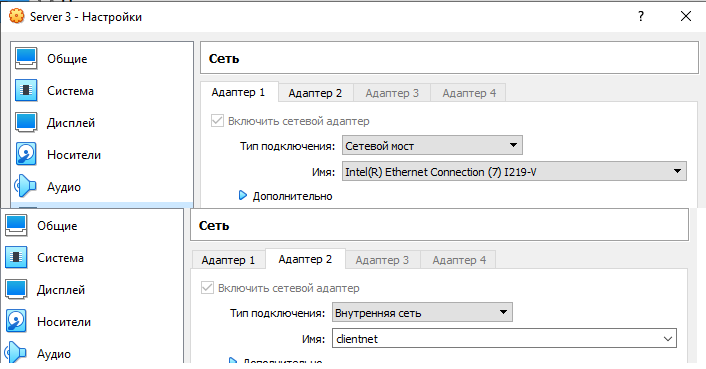 Server 3 - Настройки
Общие
Система
Дисплей
Носители
Аудио
Сеть
Адаптер 1 Адаптер 2 Адаптер 3 Адаптер 4
Включить сетевой адаптер
Тип подключения: Сетевой мост
Имя: Intel(R) Ethernet Connection (7) I219-V
Дополнительно
Общие
Система
Дисплей
Носители
Аудио
Сеть
Адаптер 1 Адаптер 2 Адаптер 3 Адаптер 4
Включить сетевой адаптер
Тип подключения: Внутренняя сеть
Имя: clientnet
Дополнительно